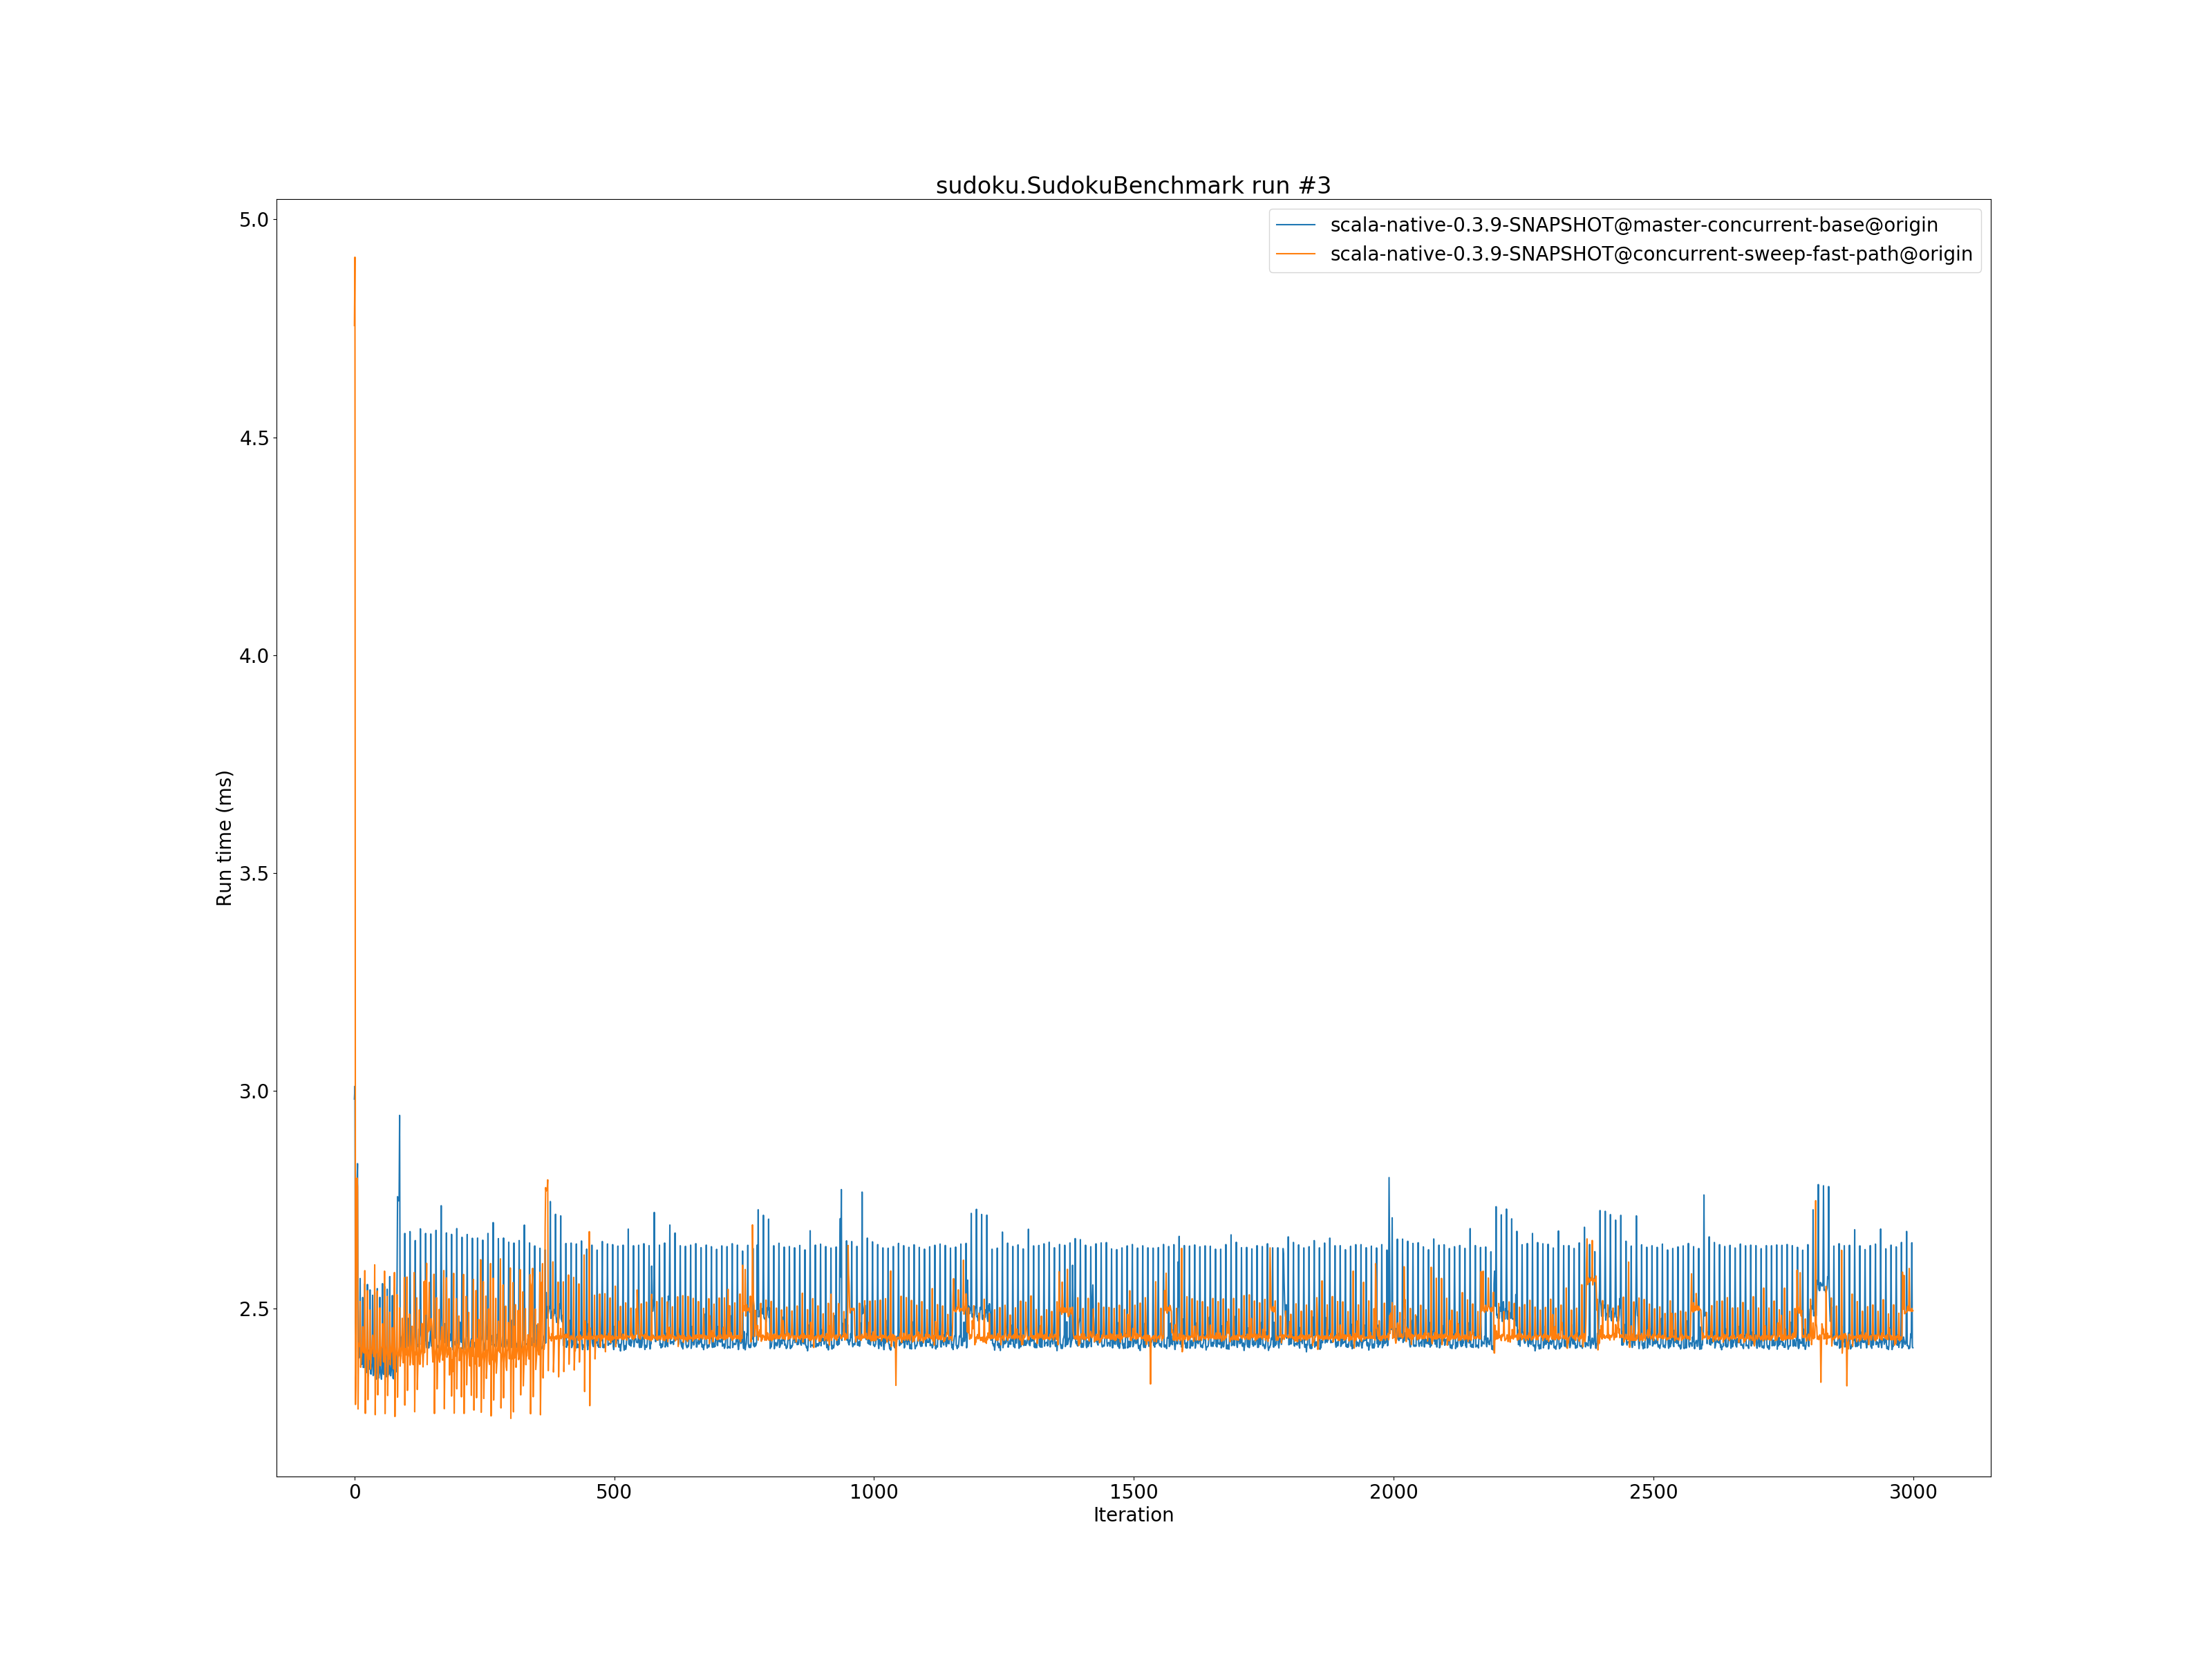 sudoku.SudokuBenchmark run #3
scala-native-0.3.9-SNAPSHOT@master-concurrent-base@origin
scala-native-0.3.9-SNAPSHOT@concurrent-sweep-fast-path@origin
Run time (ms)
5.0
4.5
4.0
3.5
3.0
2.5
0 500 1000 1500 2000 2500 3000
Iteration